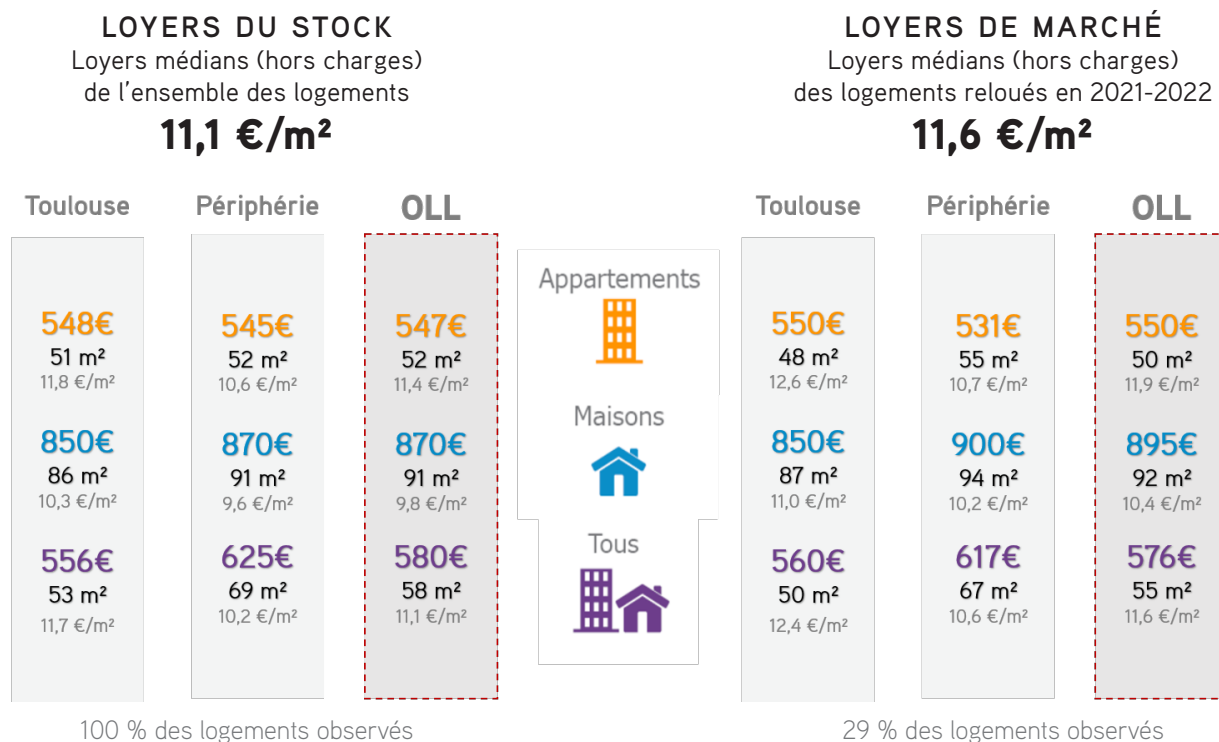 LOYERS DU STOCK
Loyers médians (hors charges)
de l'ensemble des logements
11,1 €/m²
Toulouse
Périphérie
OLL
548€
51 m²
11,8 €/m²
545€
52 m²
10,6 €/m²
547€
52 m²
11,4 €/m²
850€
86 m²
10,3 €/m²
870€
91 m²
9,6 €/m²
870€
91 m²
9,8 €/m²
556€
53 m²
11,7 €/m²
625€
69 m²
10,2 €/m²
580€
58 m²
11,1 €/m²
100 % des logements observés
Appartements
Maisons
Tous
LOYERS DE MARCHÉ
Loyers médians (hors charges)
des logements reloués en 2021-2022
11,6 €/m²
Toulouse
Périphérie
OLL
550€
48 m²
12,6 €/m²
531€
55 m²
10,7 €/m²
550€
50 m²
11,9 €/m²
850€
87 m²
11,0 €/m²
900€
94 m²
10,2 €/m²
895€
92 m²
10,4 €/m²
560€
50 m²
12,4 €/m²
617€
67 m²
10,6 €/m²
576€
55 m²
11,6 €/m²
29 % des logements observés